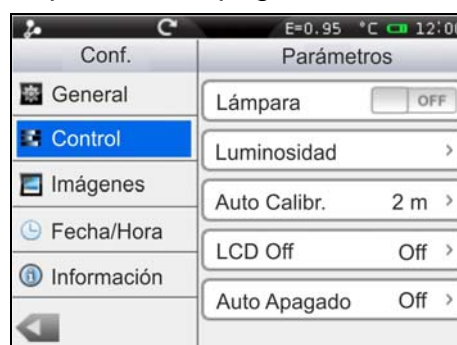 E=0.95 °C 12:00
Conf.
Parámetros
General
Control
Imágenes
Fecha/Hora
Información
Lámpara OFF
Luminosidad >
Auto Calibr. 2 m >
LCD Off Off >
Auto Apagado Off >